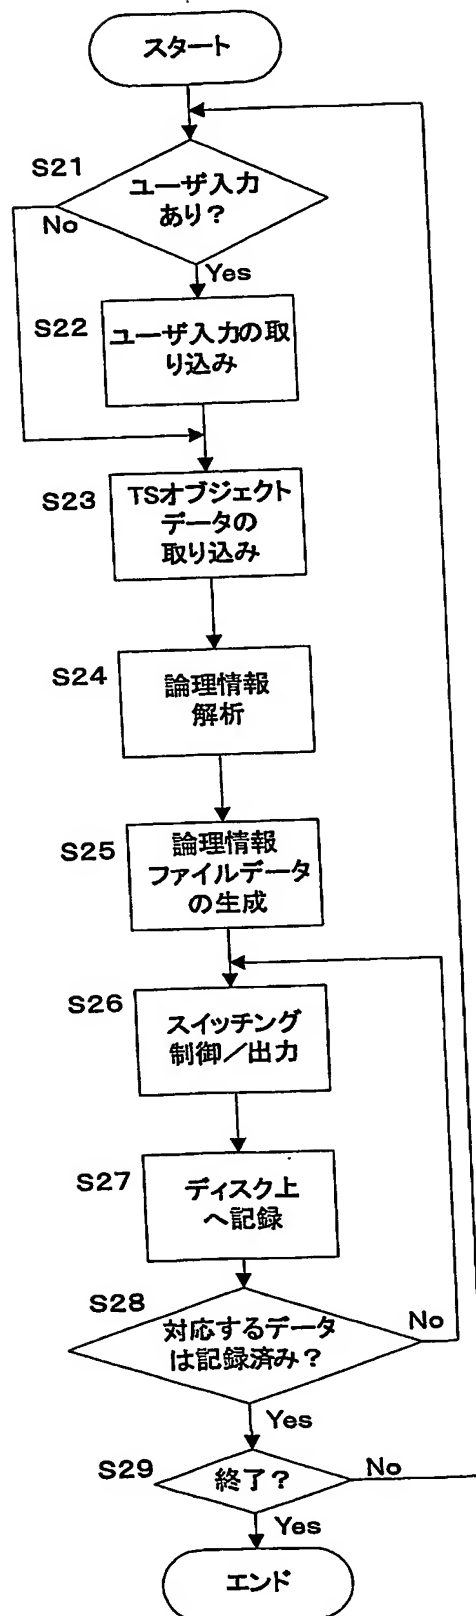 スタート
S21
ユーザ入力
あり?
No
Yes
S22
ユーザ入力の取
り込み
S23
TSオブジェクト
データの
取り込み
S24
論理情報
解析
S25
論理情報
ファイルデータ
の生成
S26
スイッチング
制御/出力
S27
ディスク上
へ記録
S28
対応するデータ
は記録済み?
No
Yes
S29
終了?
No
Yes
エンド